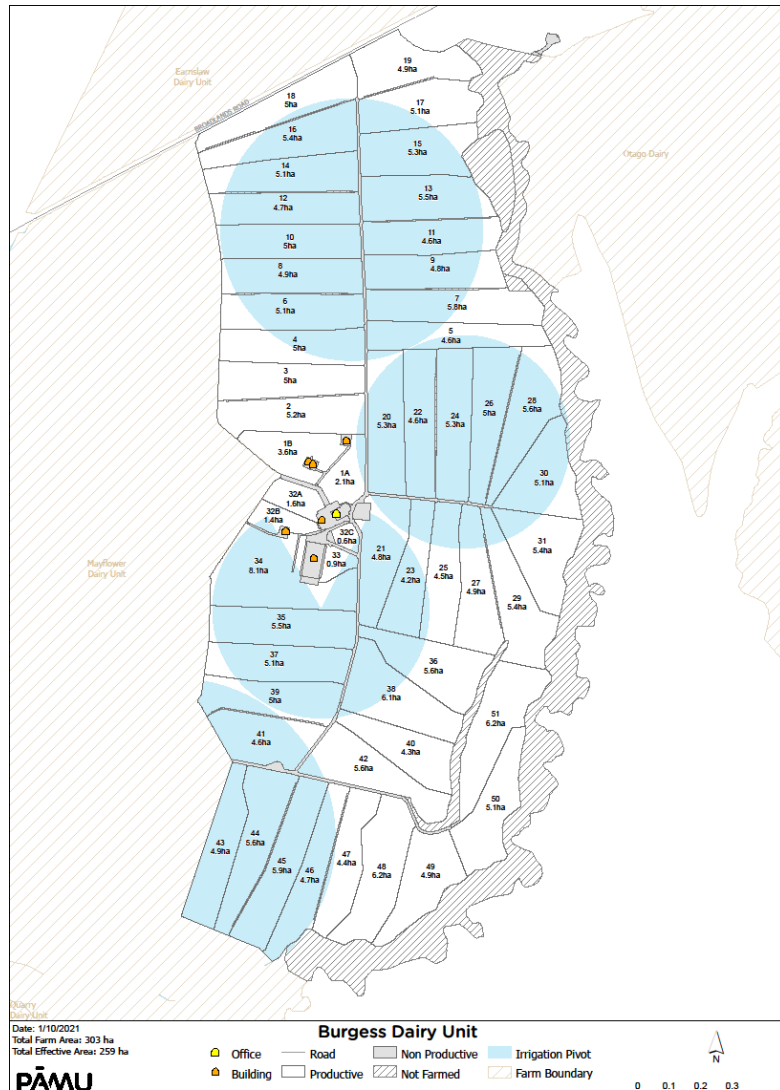 19
4.9ha
Earnslaw
Dairy Unit
18
5ha
17
5.1ha
BROADLANDS ROAD
16
5.4ha
15
5.3ha
Otago Dairy
14
5.1ha
13
5.5ha
12
4.7ha
11
4.6ha
10
5ha
9
4.8ha
8
4.9ha
7
5.8ha
6
5.1ha
5
4.6ha
4
5ha
3
5ha
2
5.2ha
20
5.3ha
22
4.6ha
24
5.3ha
26
5ha
28
5.6ha
1B
3.6ha
1A
2.1ha
30
5.1ha
32A
1.6ha
32B
1.4ha
32C
0.6ha
33
0.9ha
21
4.8ha
23
4.2ha
25
4.5ha
27
4.9ha
31
5.4ha
29
5.4ha
Mayflower
Dairy Unit
34
8.1ha
35
5.5ha
37
5.1ha
36
5.6ha
38
6.1ha
39
5ha
51
6.2ha
41
4.6ha
40
4.3ha
42
5.6ha
50
5.1ha
43
4.9ha
44
5.6ha
45
5.9ha
46
4.7ha
47
4.4ha
48
6.2ha
49
4.9ha
Quarry
Dairy Unit
Date: 1/10/2021
Total Farm Area: 303 ha
Total Effective Area: 259 ha
PĀMU
Burgess Dairy Unit
Office
Road
Non Productive
Irrigation Pivot
Building
Productive
Not Farmed
Farm Boundary
N
0 0.1 0.2 0.3